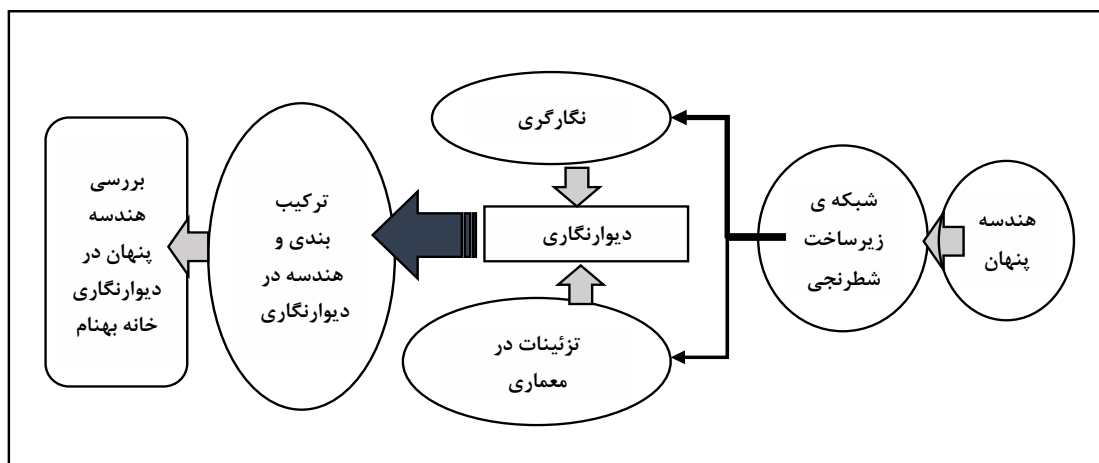 هندسه
پنهان
شبکه ی
زیرساخت
شطرنجی
نگارگری
دیوارنگاری
تزئینات در
معماری
ترکیب
بندی و
هندسه در
دیوارنگاری
بررسی
هندسه
پنهان در
دیوارنگاری
خانه بهنام